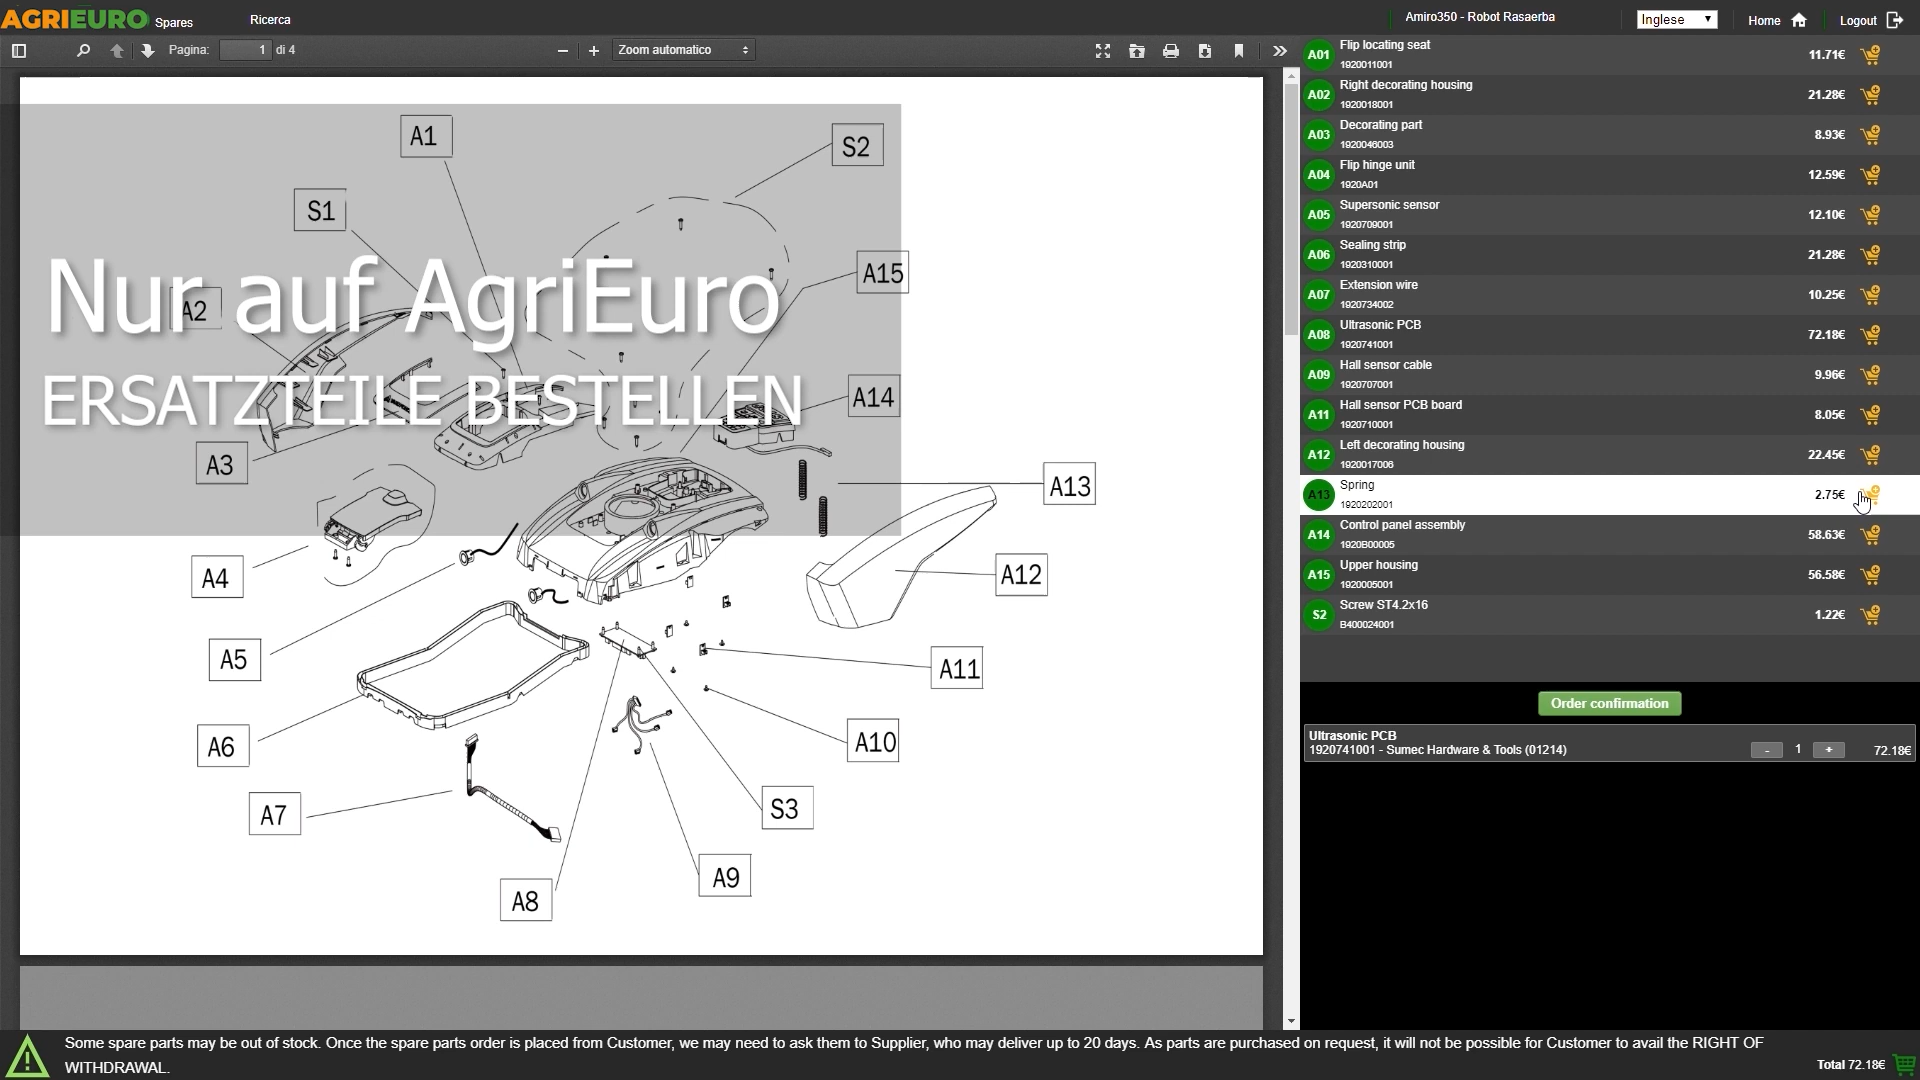 AGRIEURO Spares
Ricerca
Amiro350 - Robot Rasaerba
Inglese
Home
Logout
Pagina: 1 di 4
Zoom automatico
A1
S2
S1
A15
A2
Nur auf AgriEuro
ERSATZTEILE BESTELLEN
A14
A3
A13
A4
A12
A5
A11
A6
A10
A7
S3
A9
A8
A01 Flip locating seat 11.71€
1920011001
A02 Right decorating housing 21.28€
1920018001
A03 Decorating part 8.93€
1920046003
A04 Flip hinge unit 12.59€
1920A01
A05 Supersonic sensor 12.10€
1920709001
A06 Sealing strip 21.28€
1920310001
A07 Extension wire 10.25€
1920734002
A08 Ultrasonic PCB 72.18€
1920741001
A09 Hall sensor cable 9.96€
1920707001
A11 Hall sensor PCB board 8.05€
1920710001
A12 Left decorating housing 22.45€
1920017006
A13 Spring 2.75€
1920202001
A14 Control panel assembly 58.63€
1920B00005
A15 Upper housing 56.58€
1920005001
S2 Screw ST4.2x16 1.22€
B400024001
Order confirmation
Ultrasonic PCB
1920741001 - Sumec Hardware & Tools (01214) - 1 + 72.18€
Some spare parts may be out of stock. Once the spare parts order is placed from Customer, we may need to ask them to Supplier, who may deliver up to 20 days. As parts are purchased on request, it will not be possible for Customer to avail the RIGHT OF
WITHDRAWAL.
Total 72.18€